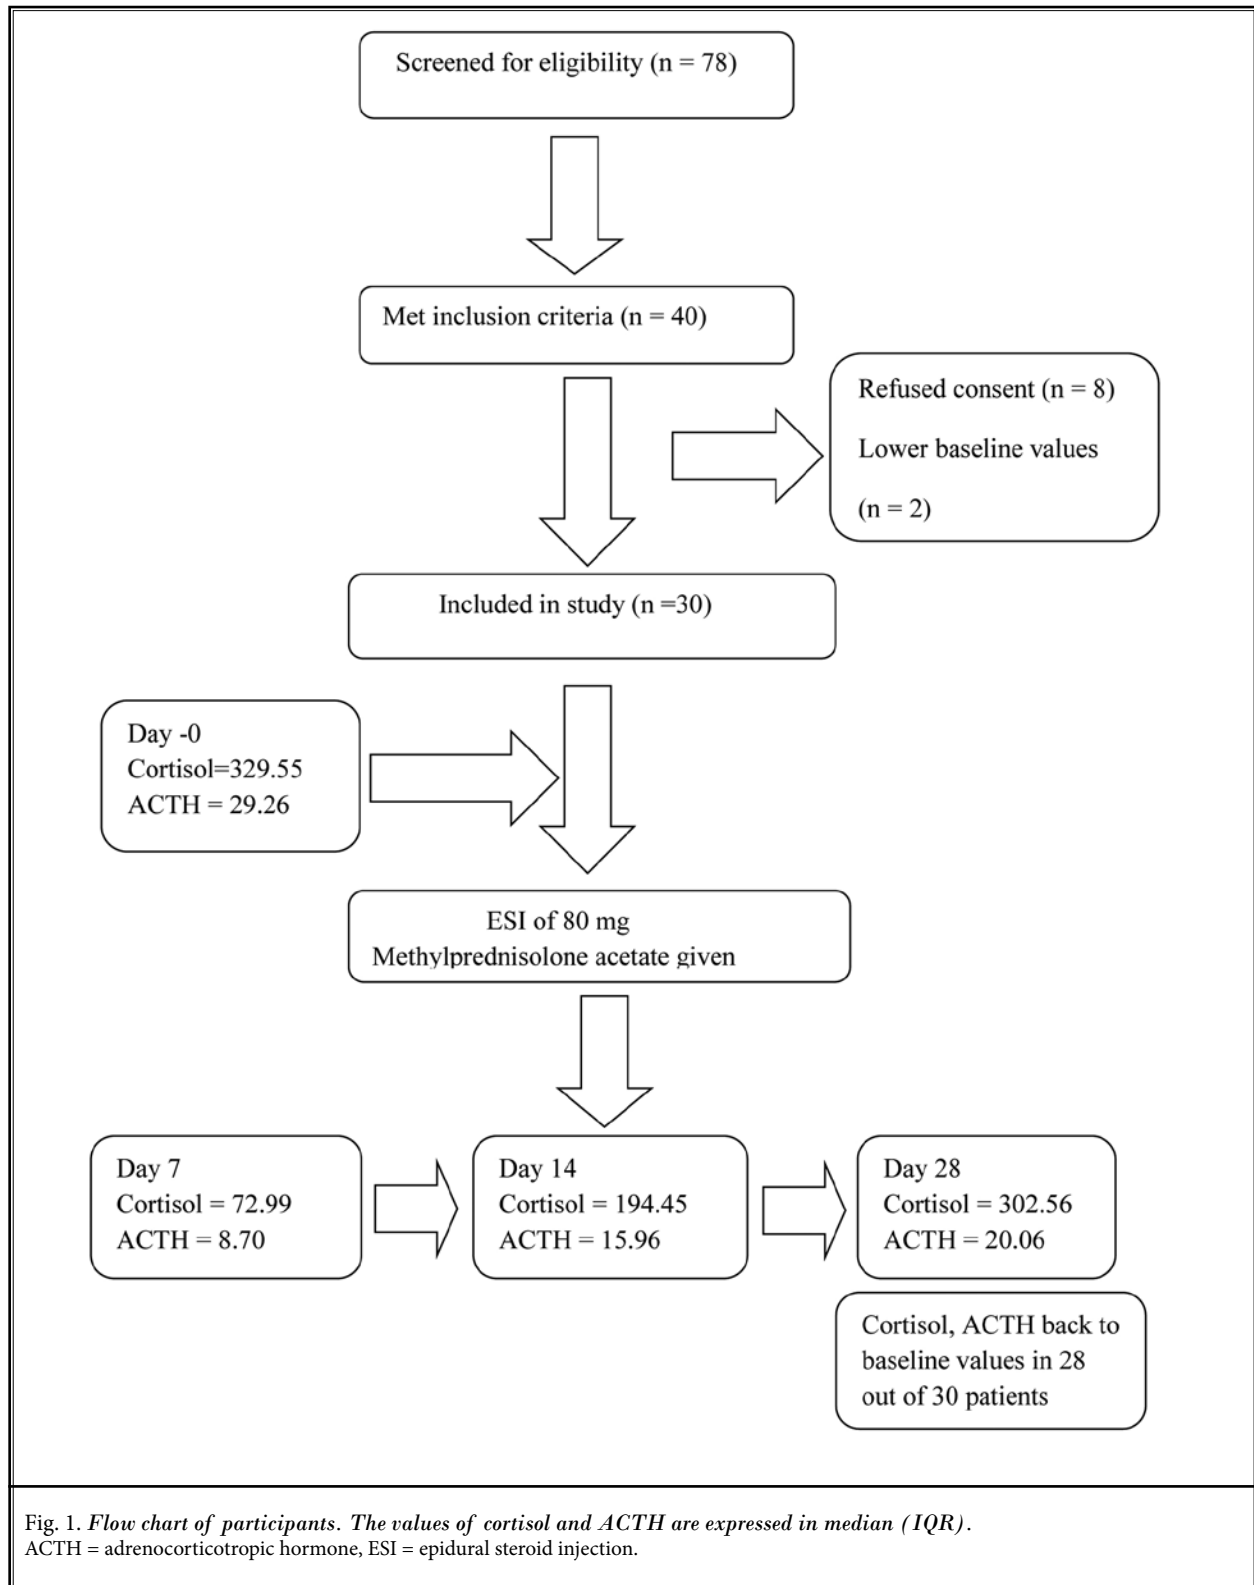 Screened for eligibility (n = 78)
Met inclusion criteria (n = 40)
Refused consent (n = 8)
Lower baseline values
(n = 2)
Included in study (n =30)
Day -0
Cortisol=329.55
ACTH = 29.26
ESI of 80 mg
Methylprednisolone acetate given
Day 7
Cortisol = 72.99
ACTH = 8.70
Day 14
Cortisol = 194.45
ACTH = 15.96
Day 28
Cortisol = 302.56
ACTH = 20.06
Cortisol, ACTH back to
baseline values in 28
out of 30 patients
Fig. 1. Flow chart of participants. The values of cortisol and ACTH are expressed in median (IQR).
ACTH = adrenocorticotropic hormone, ESI = epidural steroid injection.